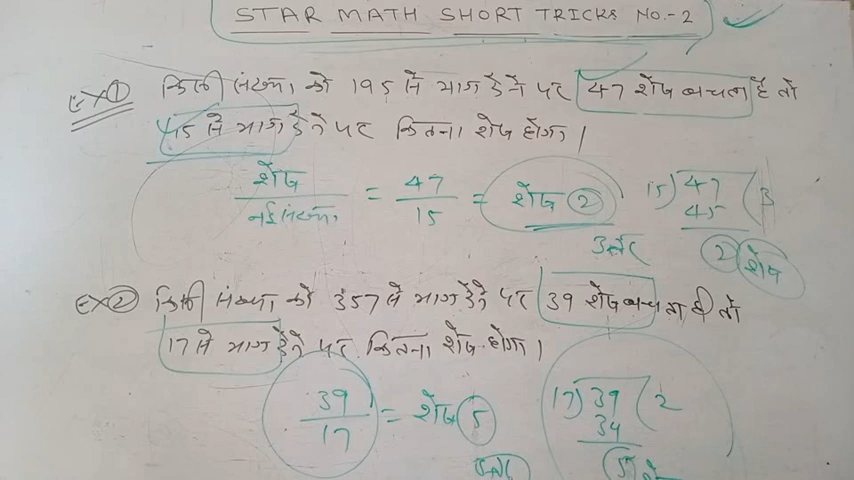 STAR MATH SHORT TRICKS NO.-2
Ex① किसी संख्या को 195 से भाग देने पर 47 शेष बचता है तो
15 से भाग देने पर कितना शेष होगा।
शेष / नई संख्या = 47 / 15 = शेष ② 
उत्तर
15) 47 ( 3
45
② शेष
Ex② किसी संख्या को 357 से भाग देने पर 39 शेष बचता है तो
17 से भाग देने पर कितना शेष होगा।
39 / 17 = शेष ⑤
उत्तर
17) 39 ( 2
34
⑤ शे